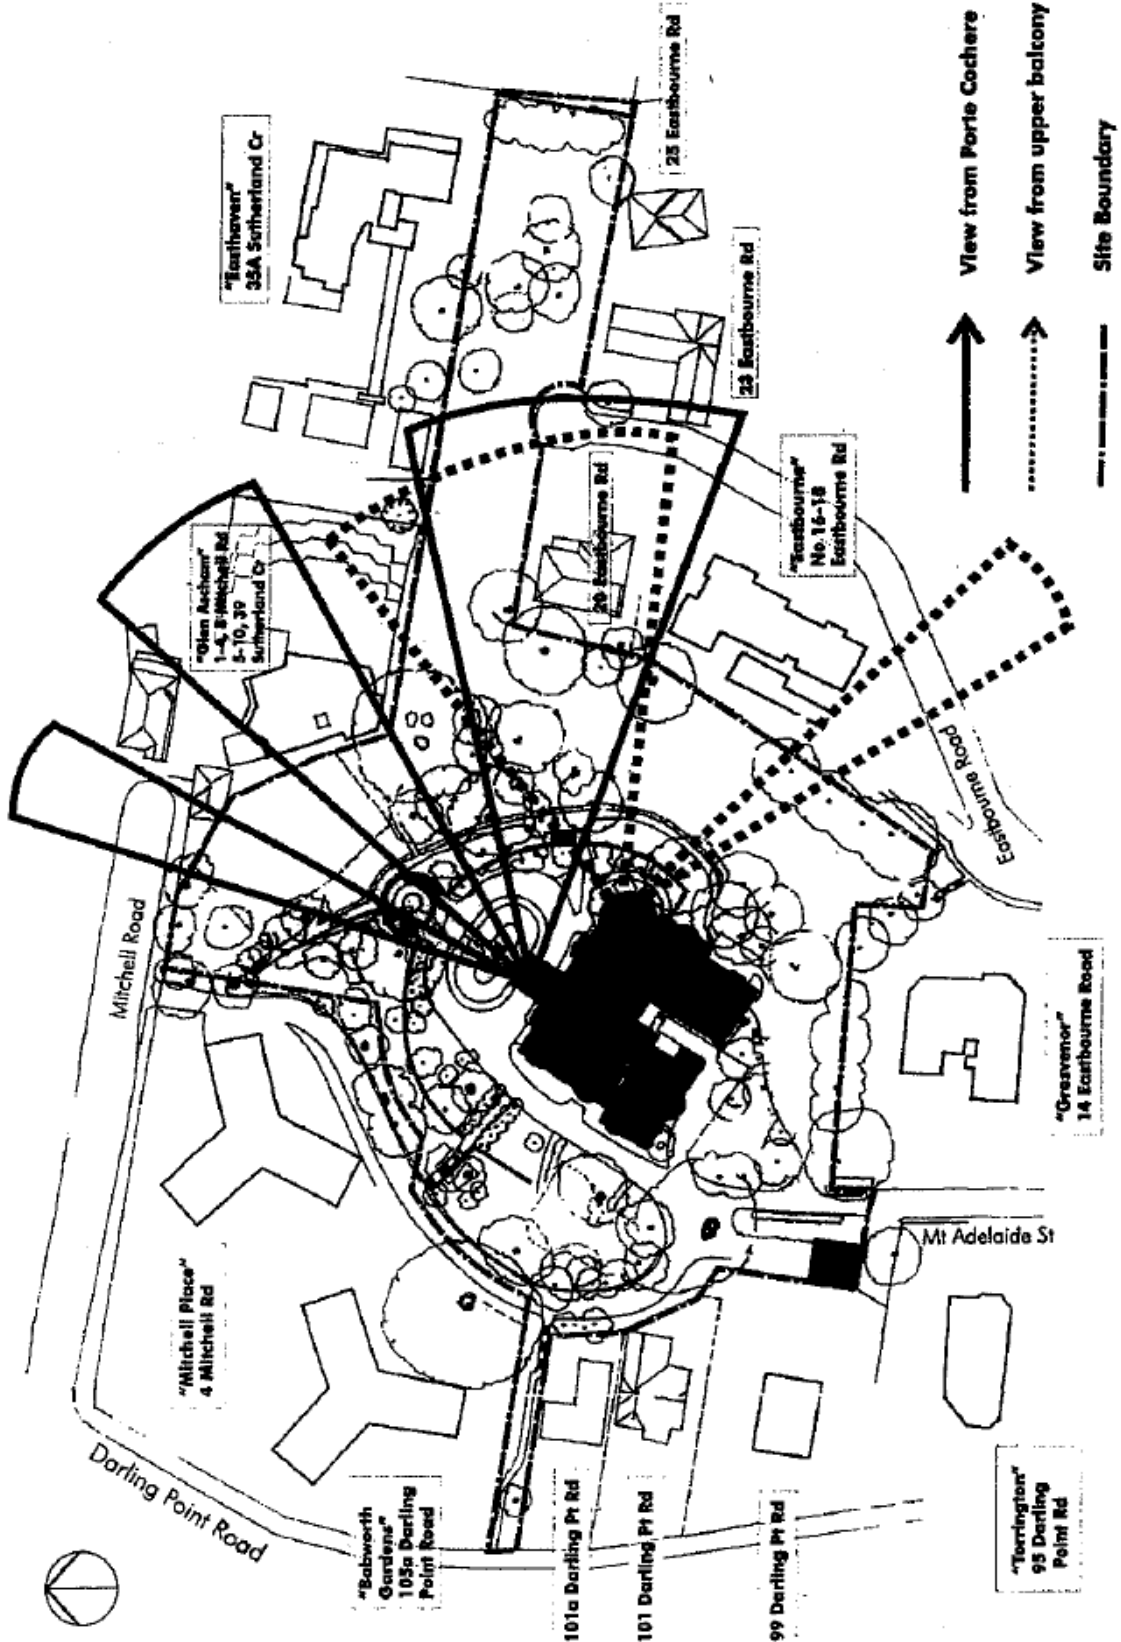 25 Eastbourne Rd
"Easthaven"
35A Sutherland Cr
View from Porte Cochere
View from upper balcony
Site Boundary
23 Eastbourne Rd
"Glen Ascham"
1-4, 8 Mitchell Rd
5-10, 39
Sutherland Cr
20 Eastbourne Rd
"Eastbourne"
No. 16-18
Eastbourne Rd
Eastbourne Road
Mitchell Road
"Grosvenor"
14 Eastbourne Road
Mt Adelaide St
"Mitchell Place"
4 Mitchell Rd
Darling Point Road
"Babworth
Gardens"
105a Darling
Point Road
101a Darling Pt Rd
101 Darling Pt Rd
99 Darling Pt Rd
"Torrington"
95 Darling
Point Rd